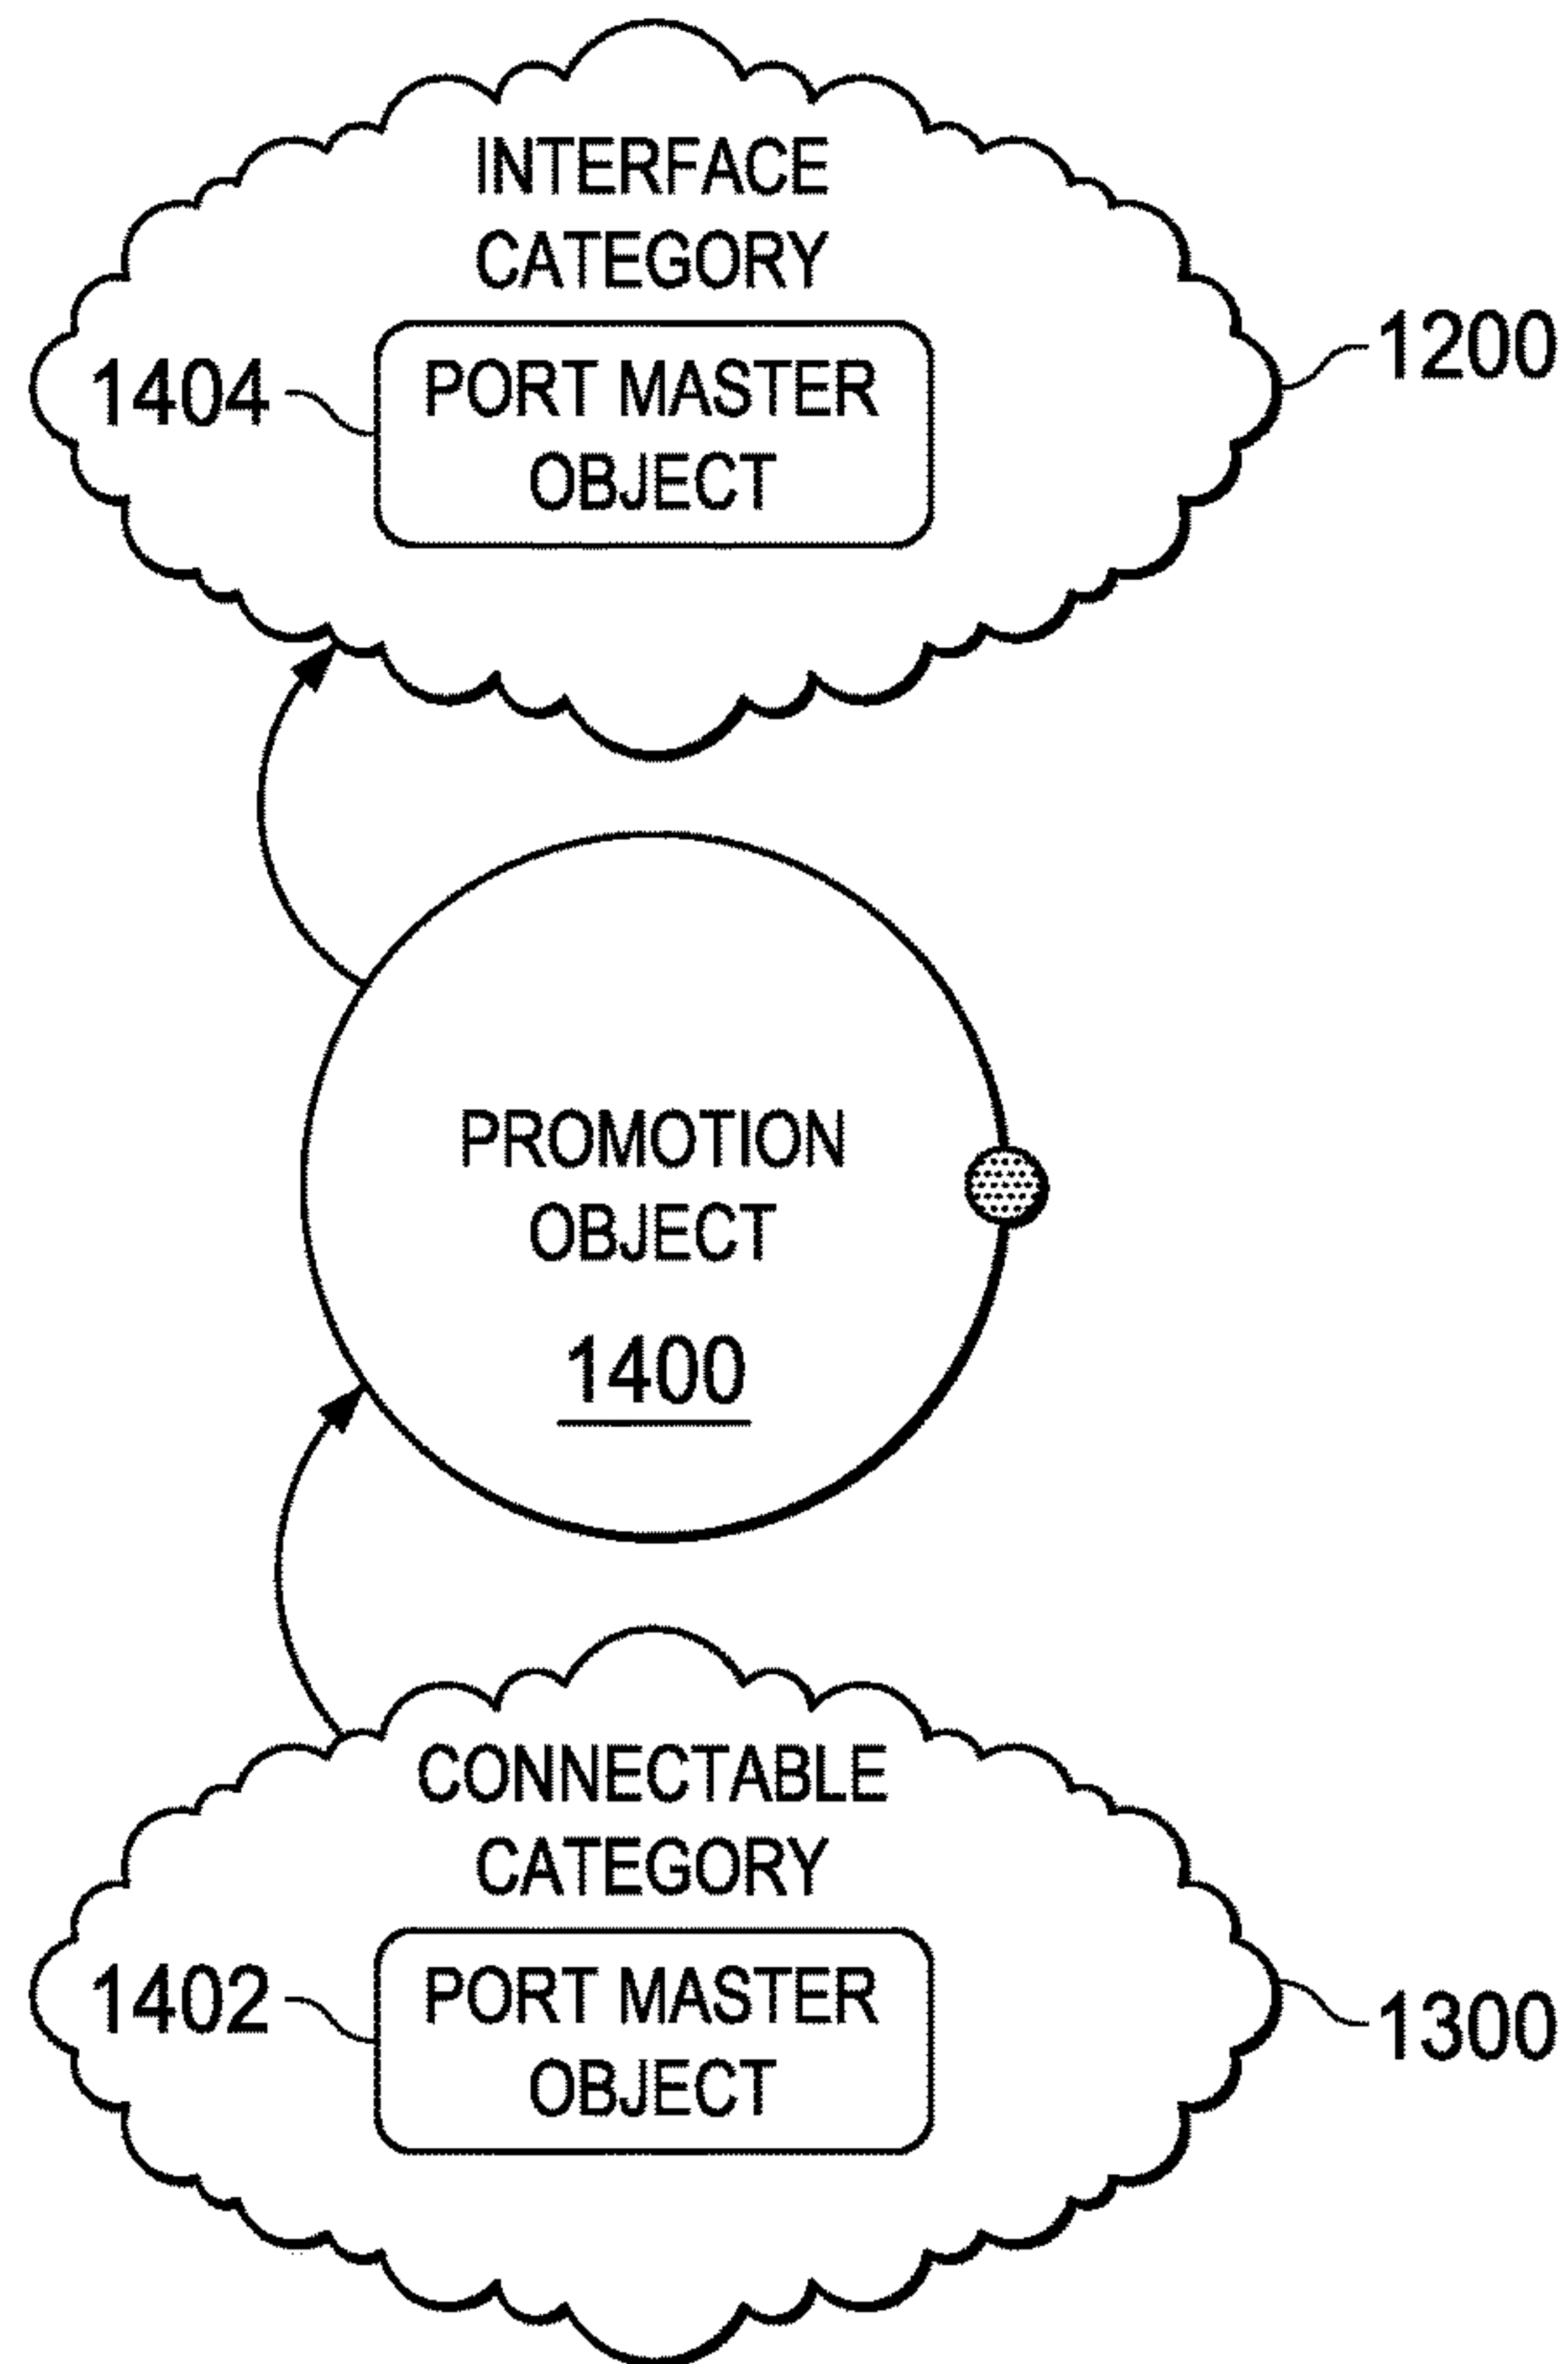 INTERFACE
CATEGORY
1200
1404
PORT MASTER
OBJECT
PROMOTION
OBJECT
1400
CONNECTABLE
CATEGORY
1402
PORT MASTER
OBJECT
1300